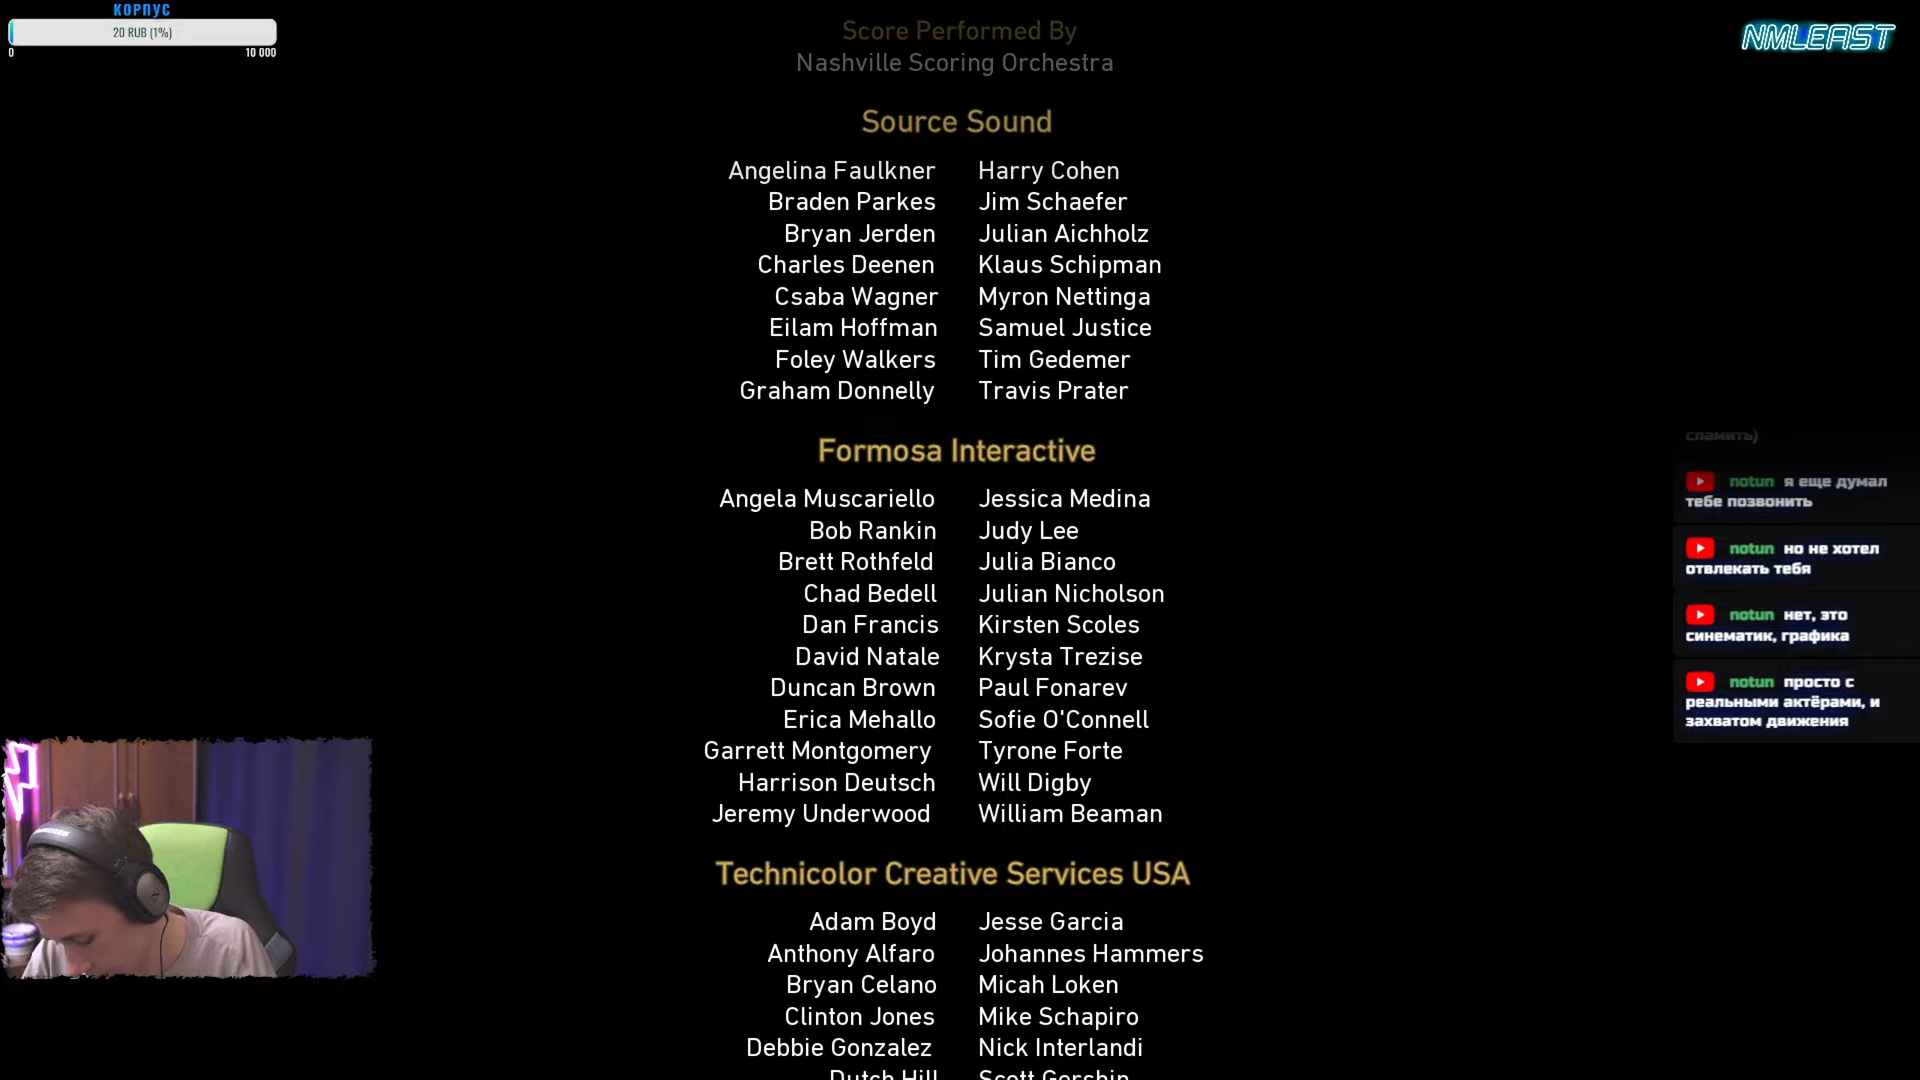 корпус
20 RUB (1%)
0 10 000
NMLEAST
Score Performed By
Nashville Scoring Orchestra
Source Sound
Angelina Faulkner Harry Cohen
Braden Parkes Jim Schaefer
Bryan Jerden Julian Aichholz
Charles Deenen Klaus Schipman
Csaba Wagner Myron Nettinga
Eilam Hoffman Samuel Justice
Foley Walkers Tim Gedemer
Graham Donnelly Travis Prater
Formosa Interactive
Angela Muscariello Jessica Medina
Bob Rankin Judy Lee
Brett Rothfeld Julia Bianco
Chad Bedell Julian Nicholson
Dan Francis Kirsten Scoles
David Natale Krysta Trezise
Duncan Brown Paul Fonarev
Erica Mehallo Sofie O'Connell
Garrett Montgomery Tyrone Forte
Harrison Deutsch Will Digby
Jeremy Underwood William Beaman
Technicolor Creative Services USA
Adam Boyd Jesse Garcia
Anthony Alfaro Johannes Hammers
Bryan Celano Micah Loken
Clinton Jones Mike Schapiro
Debbie Gonzalez Nick Interlandi
Dutch Hill Scott Gershin
спамить)
notun я еще думал
тебе позвонить
notun но не хотел
отвлекать тебя
notun нет, это
синематик, графика
notun просто с
реальными актёрами, и
захватом движения